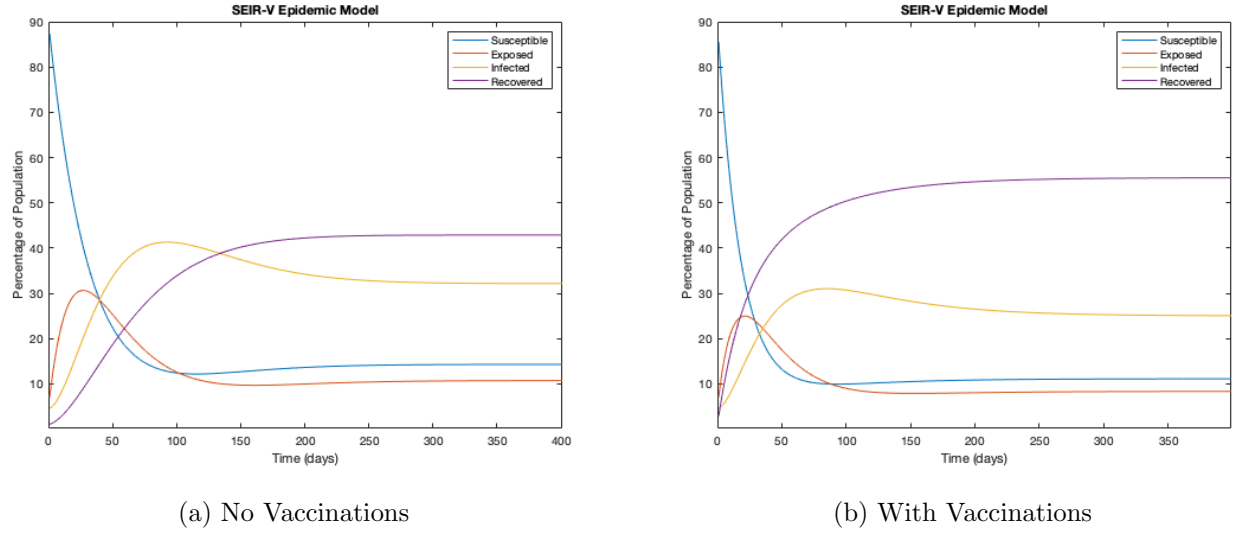 SEIR-V Epidemic Model
90
80
70
60
50
40
30
20
10
Percentage of Population
0 50 100 150 200 250 300 350 400
Time (days)
Susceptible
Exposed
Infected
Recovered
(a) No Vaccinations
SEIR-V Epidemic Model
90
80
70
60
50
40
30
20
10
Percentage of Population
0 50 100 150 200 250 300 350
Time (days)
Susceptible
Exposed
Infected
Recovered
(b) With Vaccinations